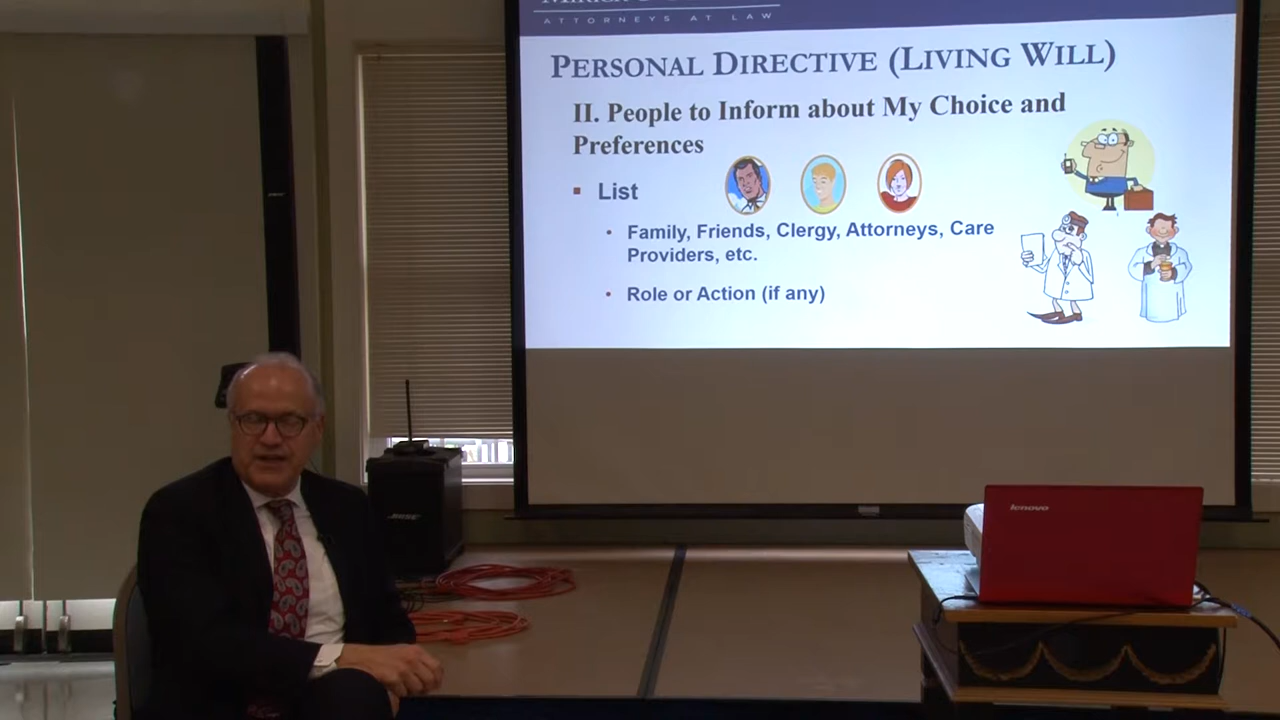 ATTORNEYS AT LAW
PERSONAL DIRECTIVE (LIVING WILL)
II. People to Inform about My Choice and
Preferences
▪ List
• Family, Friends, Clergy, Attorneys, Care
Providers, etc.
• Role or Action (if any)
BOSE
lenovo